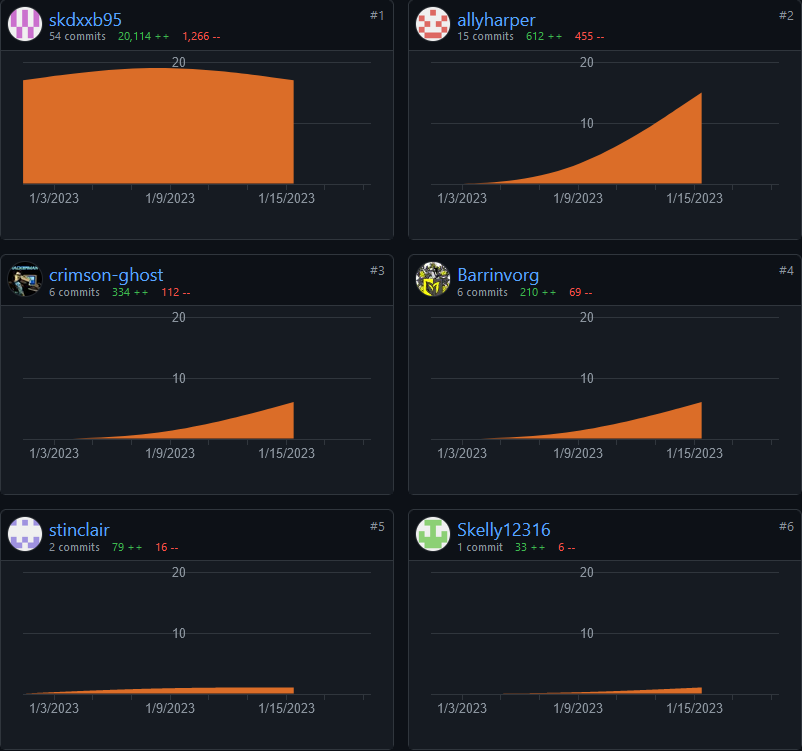 skdxxb95 #1
54 commits 20,114 ++ 1,266 --
20
1/3/2023 1/9/2023 1/15/2023
allyharper #2
15 commits 612 ++ 455 --
20
10
1/3/2023 1/9/2023 1/15/2023
crimson-ghost #3
6 commits 334 ++ 112 --
20
10
1/3/2023 1/9/2023 1/15/2023
Barrinvorg #4
6 commits 210 ++ 69 --
20
10
1/3/2023 1/9/2023 1/15/2023
stinclair #5
2 commits 79 ++ 16 --
20
10
1/3/2023 1/9/2023 1/15/2023
Skelly12316 #6
1 commit 33 ++ 6 --
20
10
1/3/2023 1/9/2023 1/15/2023